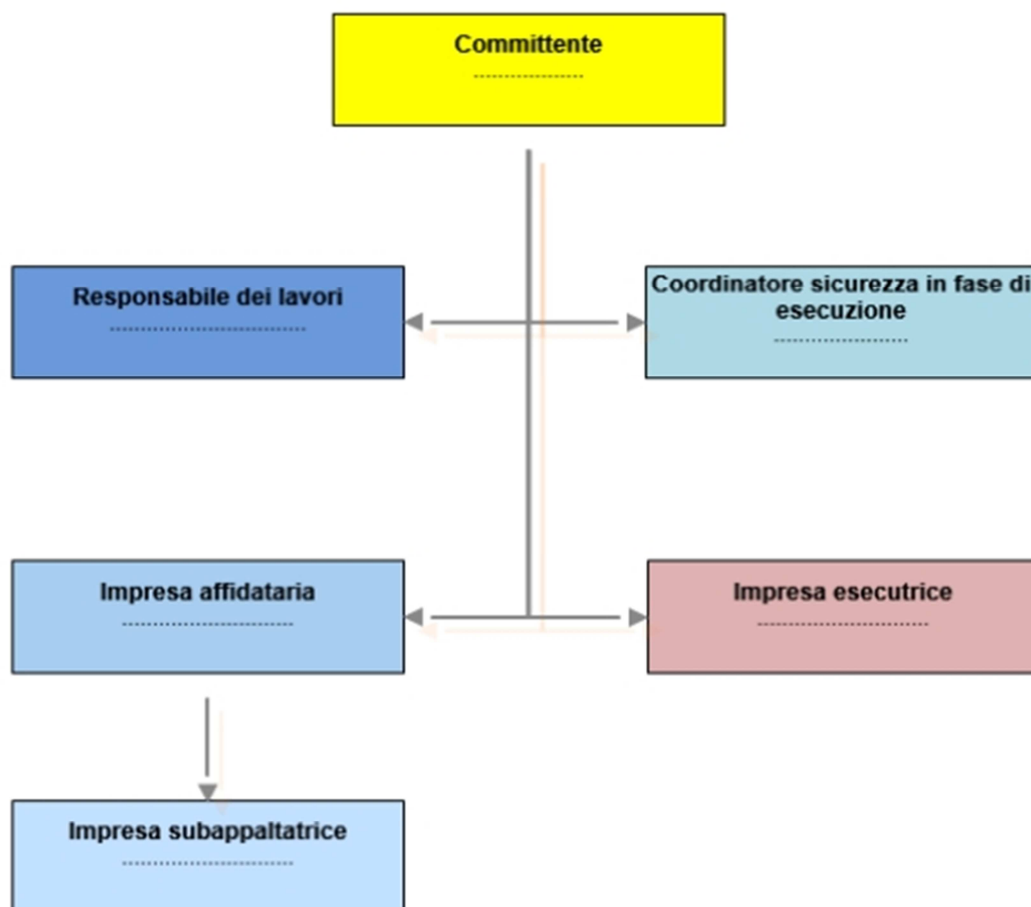 Committente
..................
Responsabile dei lavori
................................
Coordinatore sicurezza in fase di
esecuzione
......................
Impresa affidataria
............................
Impresa esecutrice
............................
Impresa subappaltatrice
............................